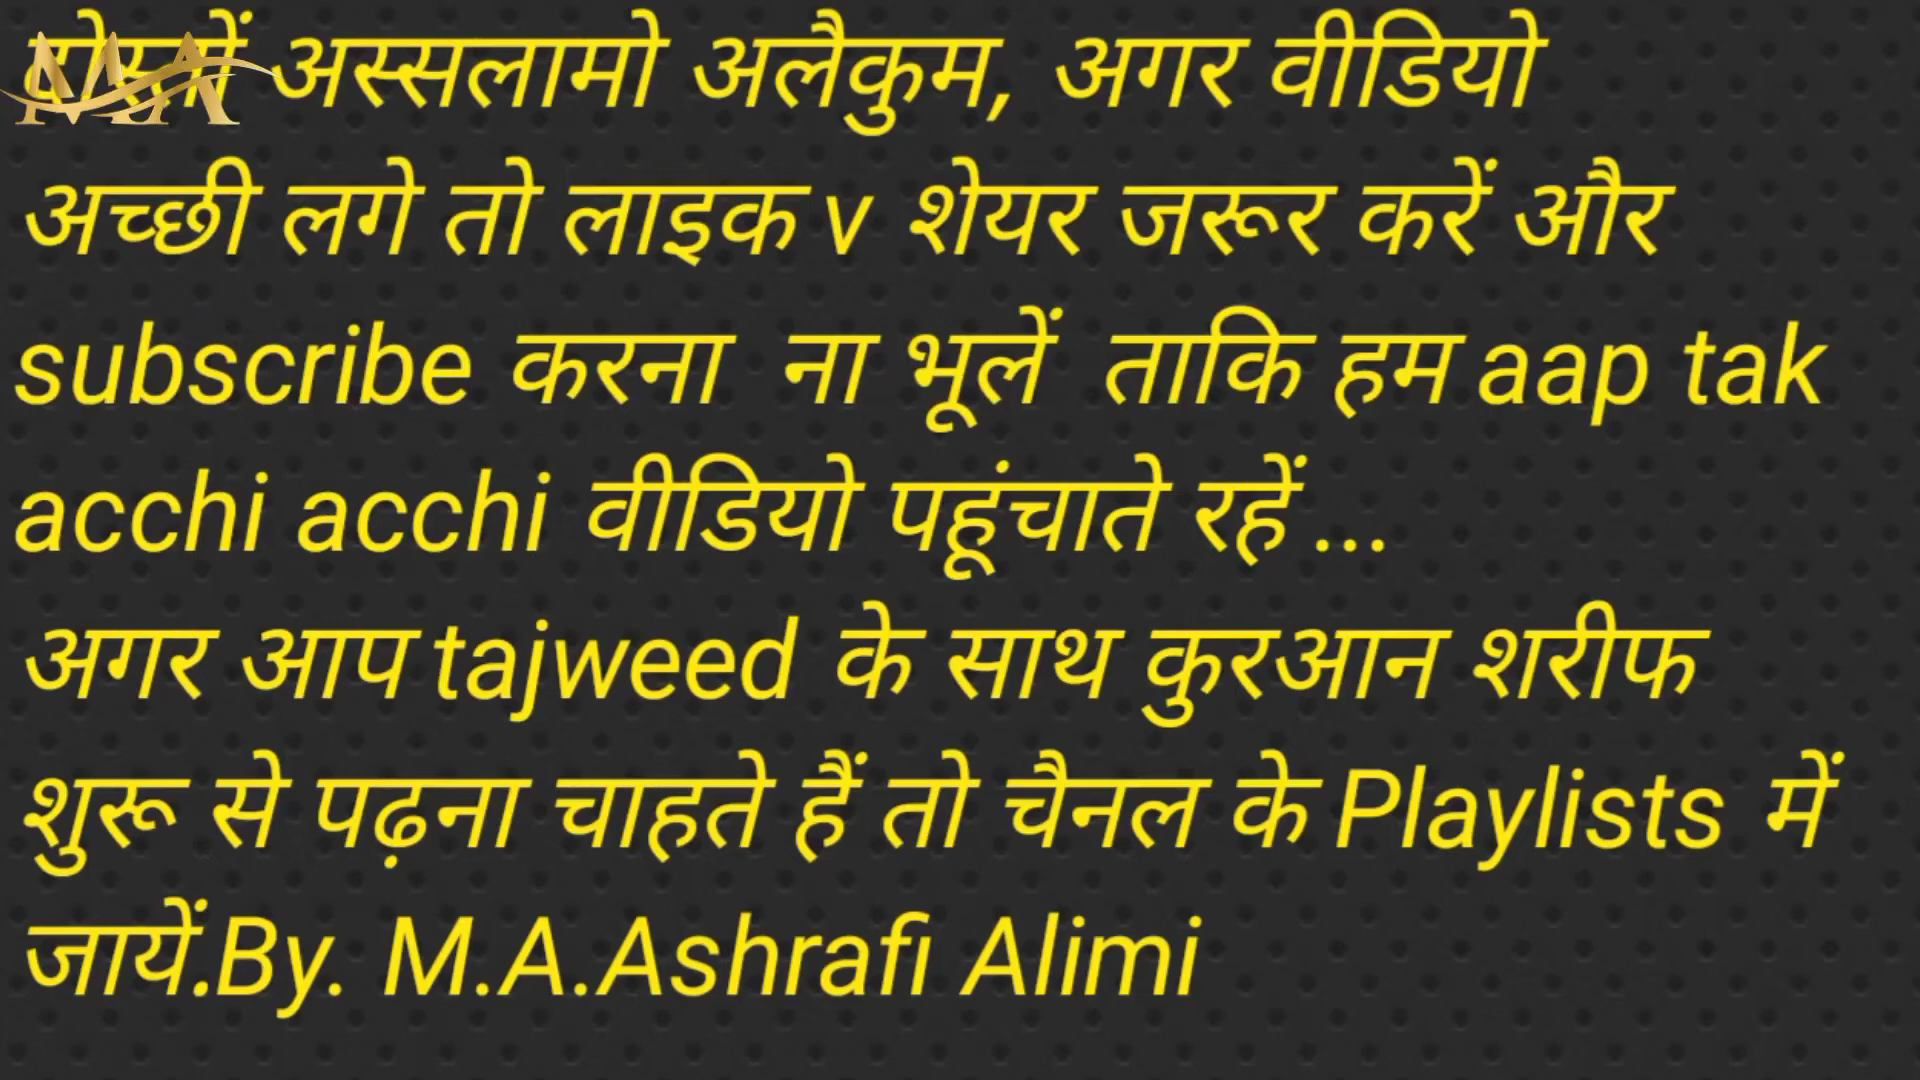 दोस्तों अस्सलामो अलैकुम, अगर वीडियो
अच्छी लगे तो लाइक v शेयर जरूर करें और
subscribe करना ना भूलें ताकि हम aap tak
acchi acchi वीडियो पहूंचाते रहें ...
अगर आप tajweed के साथ कुरआन शरीफ
शुरू से पढ़ना चाहते हैं तो चैनल के Playlists में
जायें.By. M.A.Ashrafi Alimi
MA